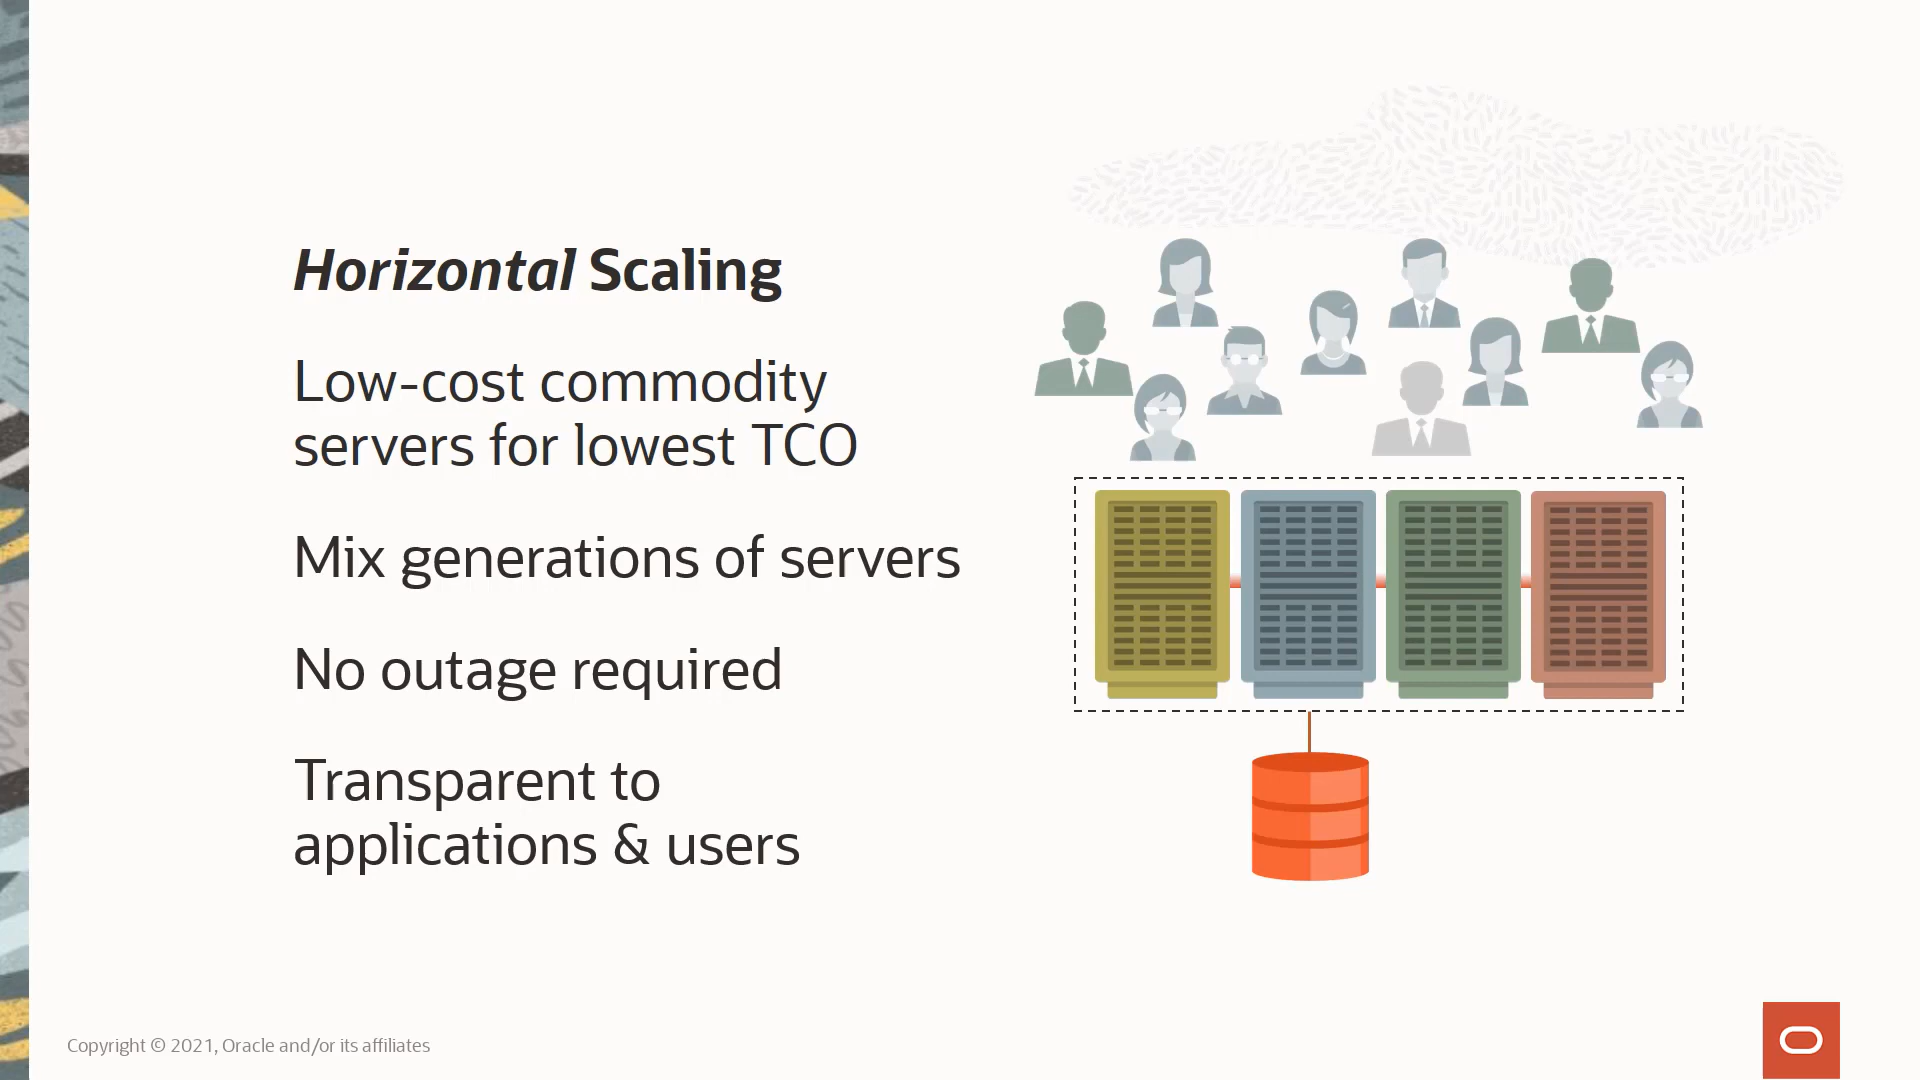 Horizontal Scaling
Low-cost commodity
servers for lowest TCO
Mix generations of servers
No outage required
Transparent to
applications & users
Copyright © 2021, Oracle and/or its affiliates